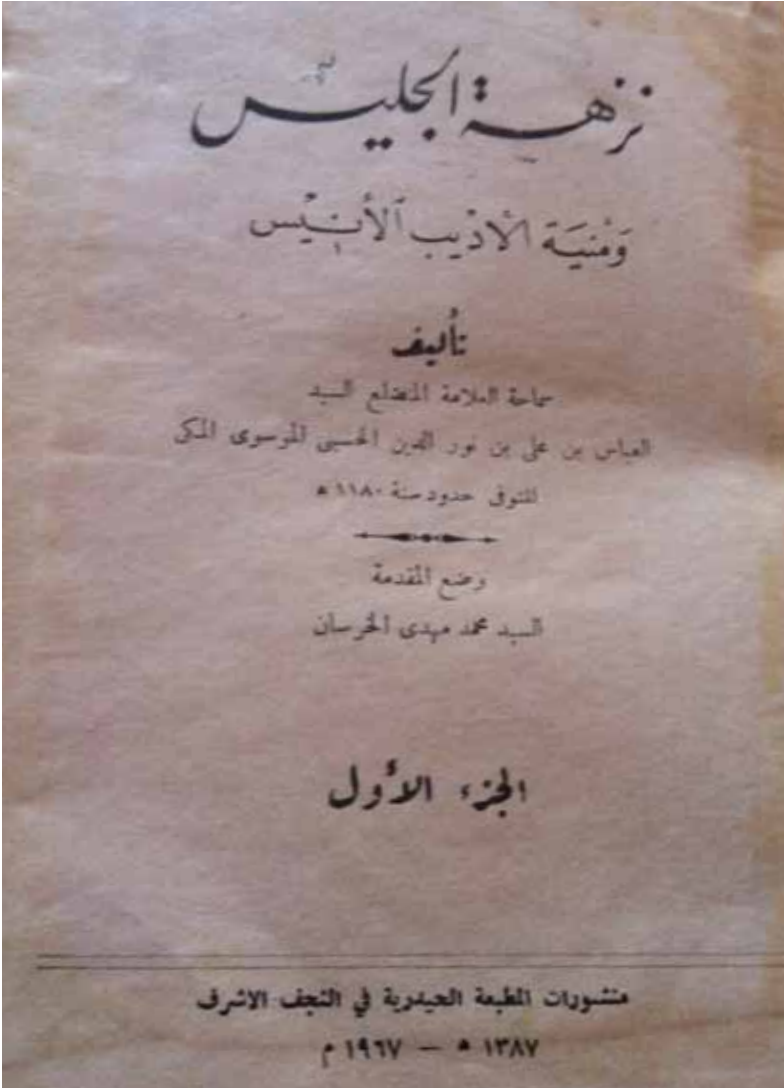 نزهة الجليس
ومنية الأديب الأنيس
تأليف
سماحة العلامة المتضلع السيد
العباس بن علي بن نور الدين الحسيني الموسوي المكي
المتوفى حدود سنة ١١٨٠ ه
وضع المقدمة
السيد محمد مهدي الخرسان
الجزء الأول
منشورات المطبعة الحيدرية في النجف الاشرف
١٣٨٧ ه — ١٩٦٧ م